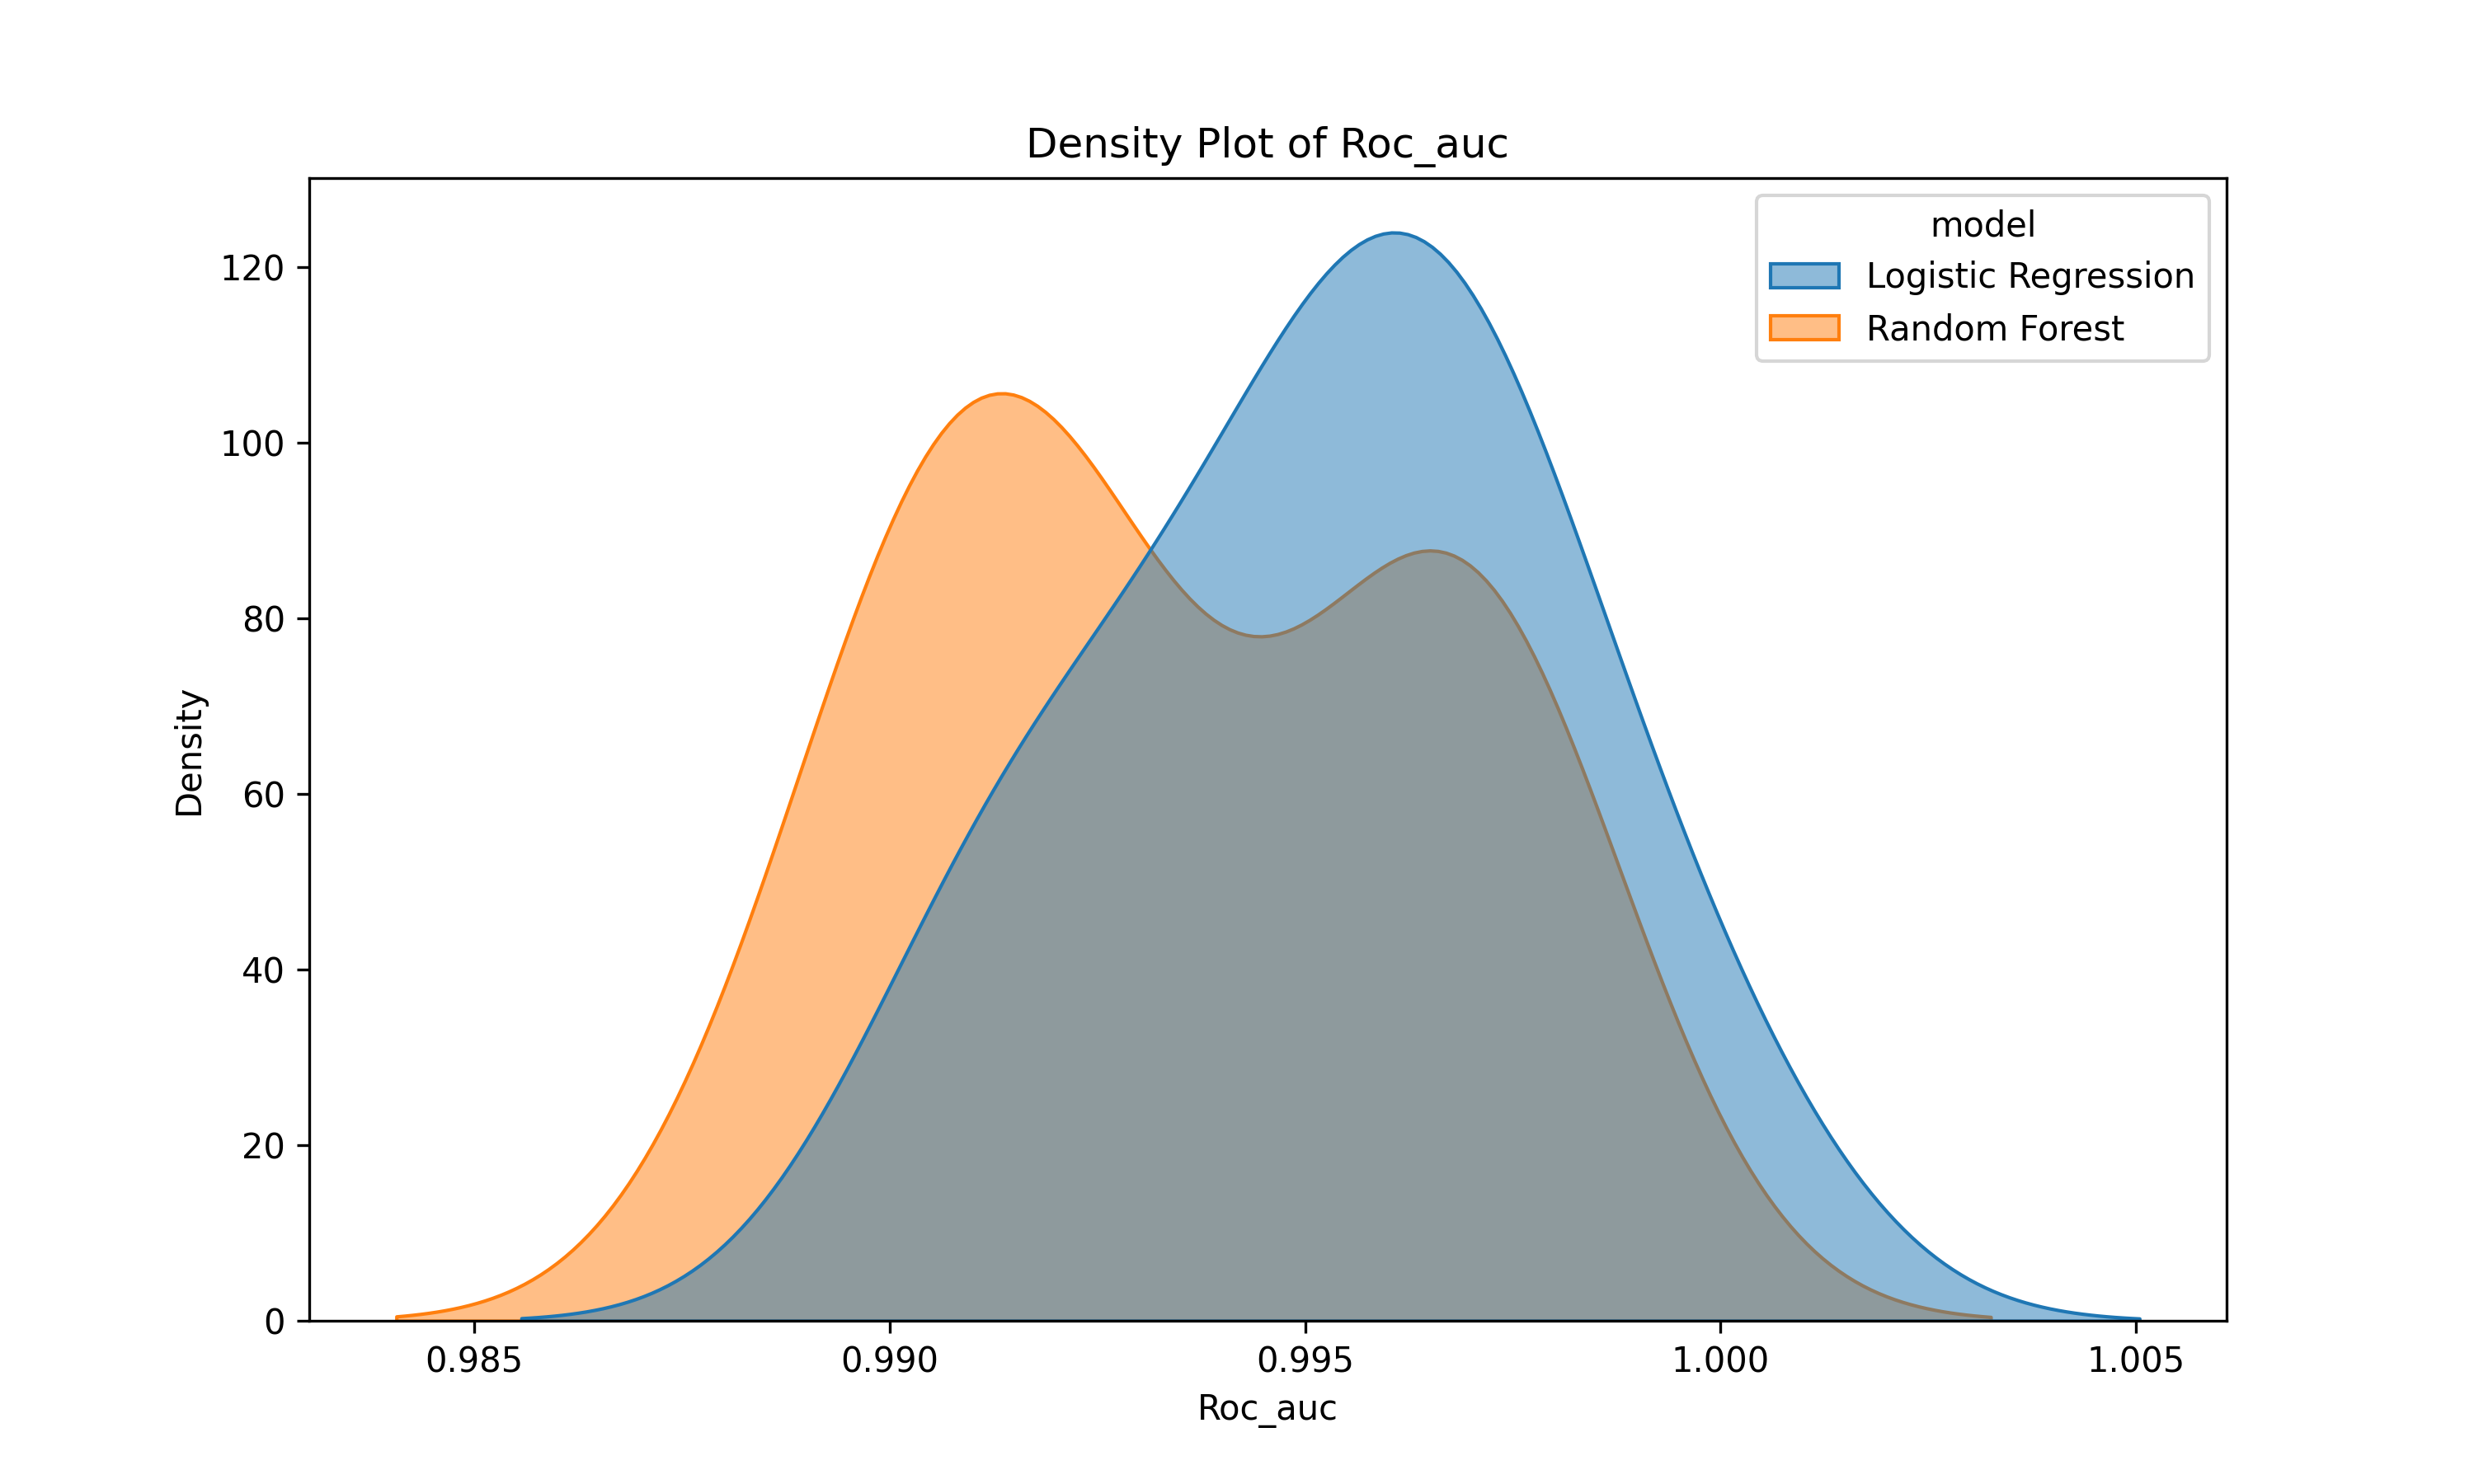 Density Plot of Roc_auc
model
Logistic Regression
Random Forest
120
100
80
60
40
20
0
Density
0.985 0.990 0.995 1.000 1.005
Roc_auc